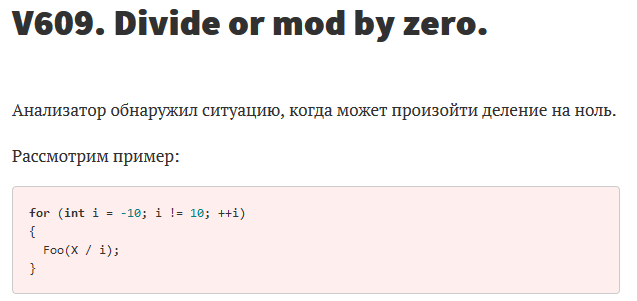 V609. Divide or mod by zero.
Анализатор обнаружил ситуацию, когда может произойти деление на ноль.
Рассмотрим пример:
for (int i = -10; i != 10; ++i)
{
  Foo(X / i);
}